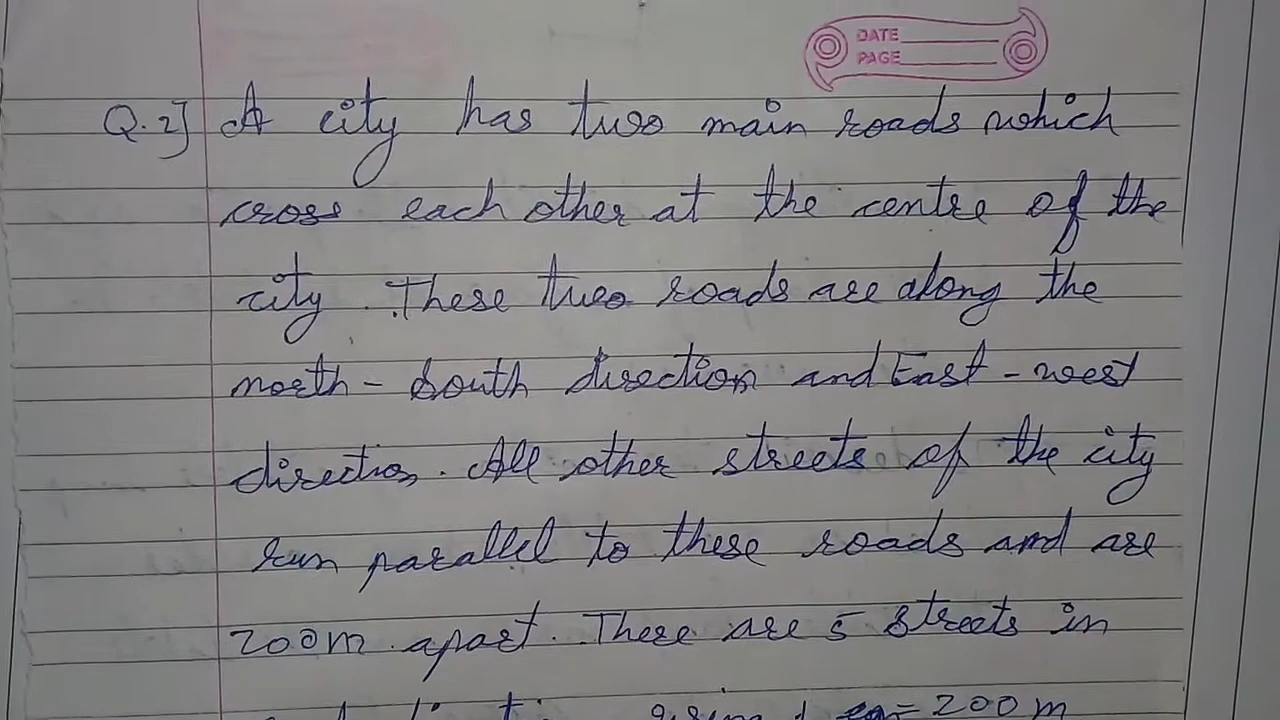 DATE
PAGE
Q.2] A city has two main roads which
cross each other at the centre of the
city. These two roads are along the
north - South direction and East - west
direction. All other streets of the city
run parallel to these roads and are
200m apart. There are 5 streets in
= 200 m